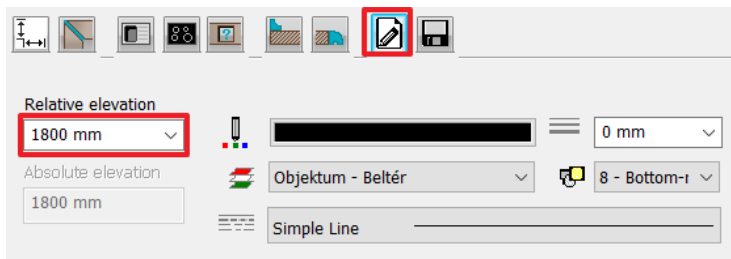 Relative elevation
1800 mm
0 mm
Absolute elevation
Objektum - Beltér
8 - Bottom-
1800 mm
Simple Line